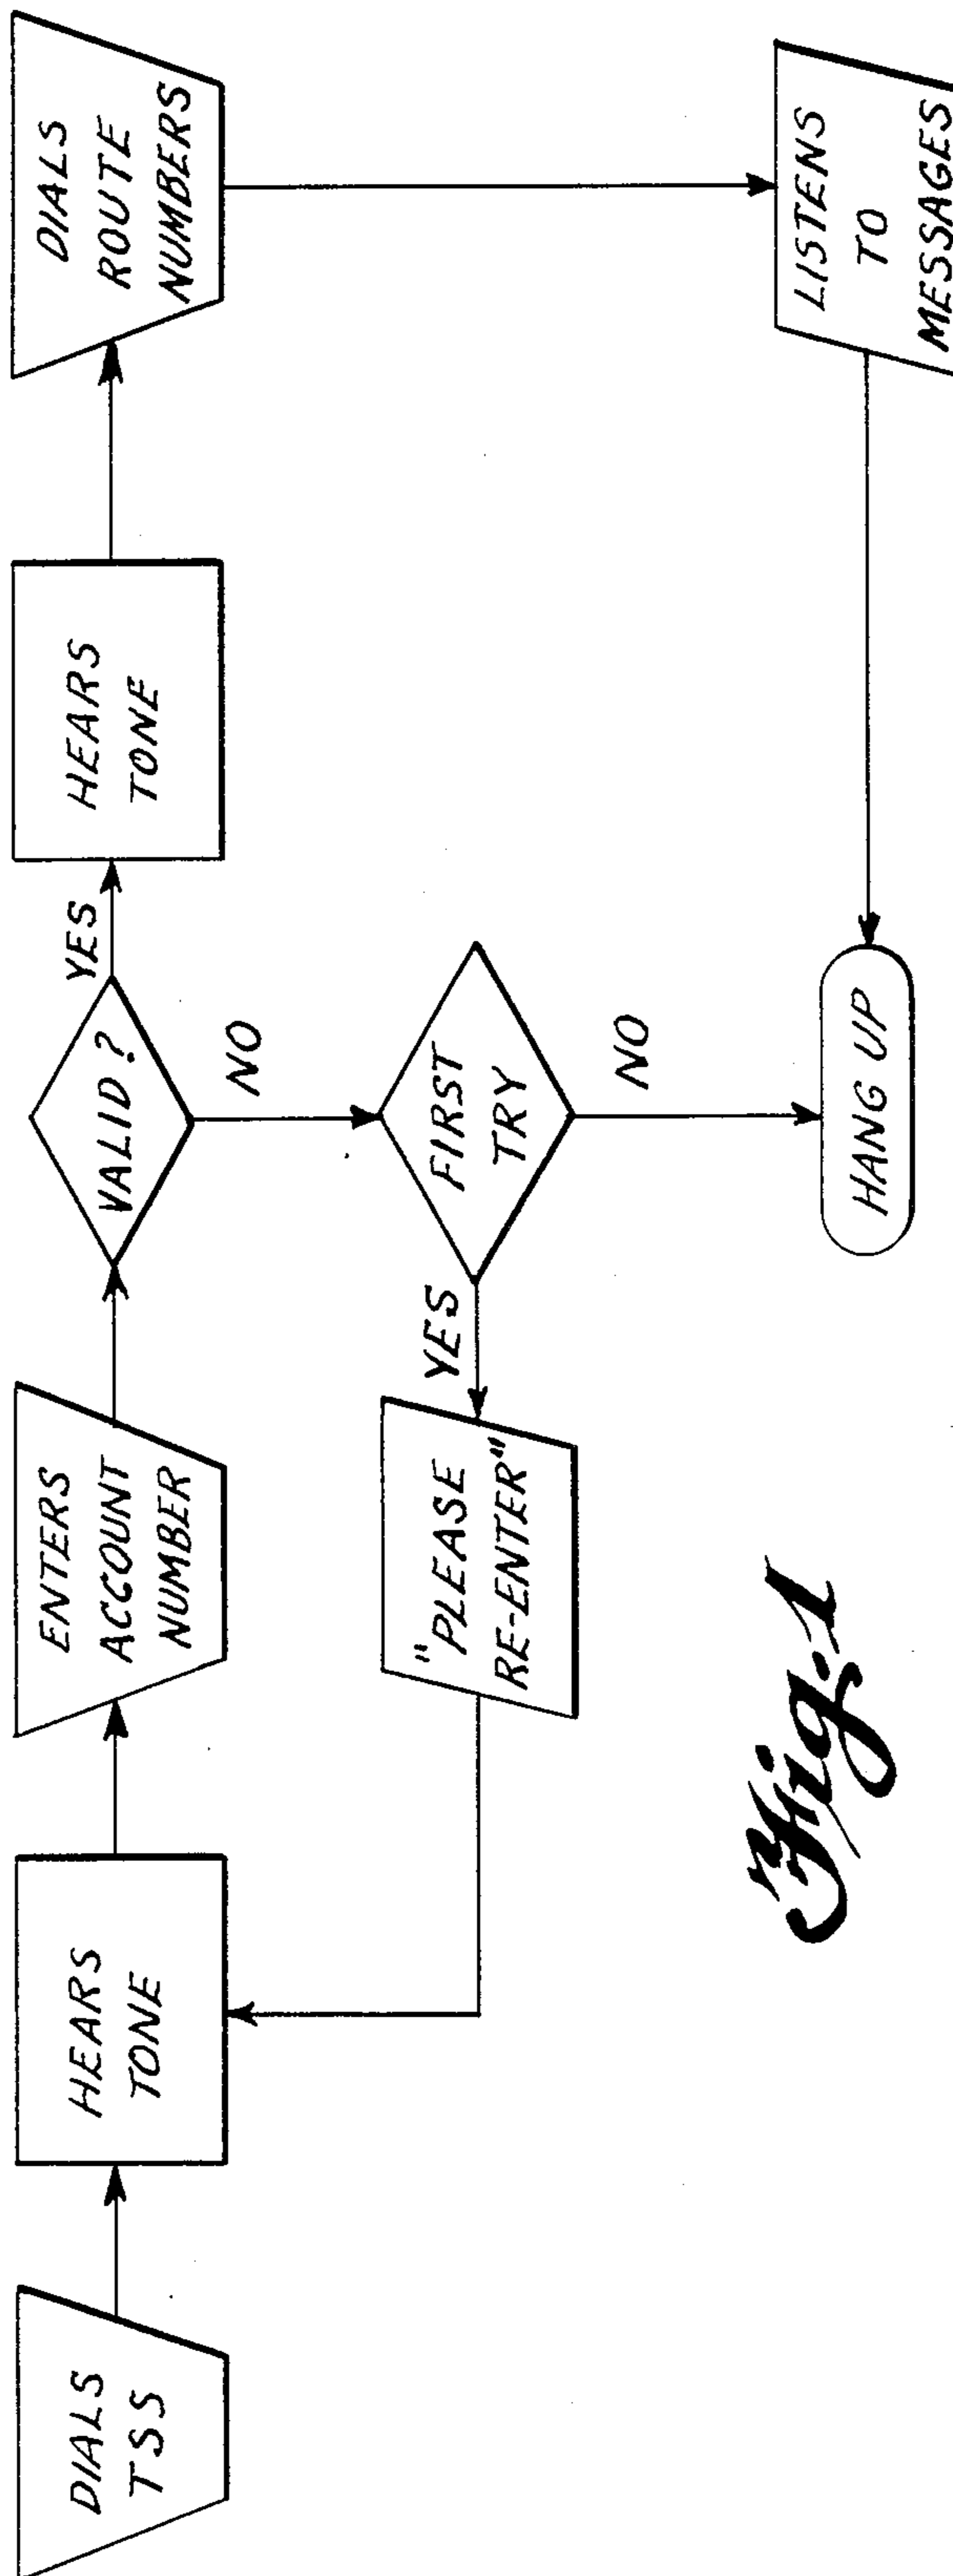 DIALS
TSS
HEARS
TONE
ENTERS
ACCOUNT
NUMBER
VALID?
YES
HEARS
TONE
DIALS
ROUTE
NUMBERS
NO
"PLEASE
RE-ENTER"
YES
FIRST
TRY
NO
HANG UP
LISTENS
TO
MESSAGES
Fig. 1